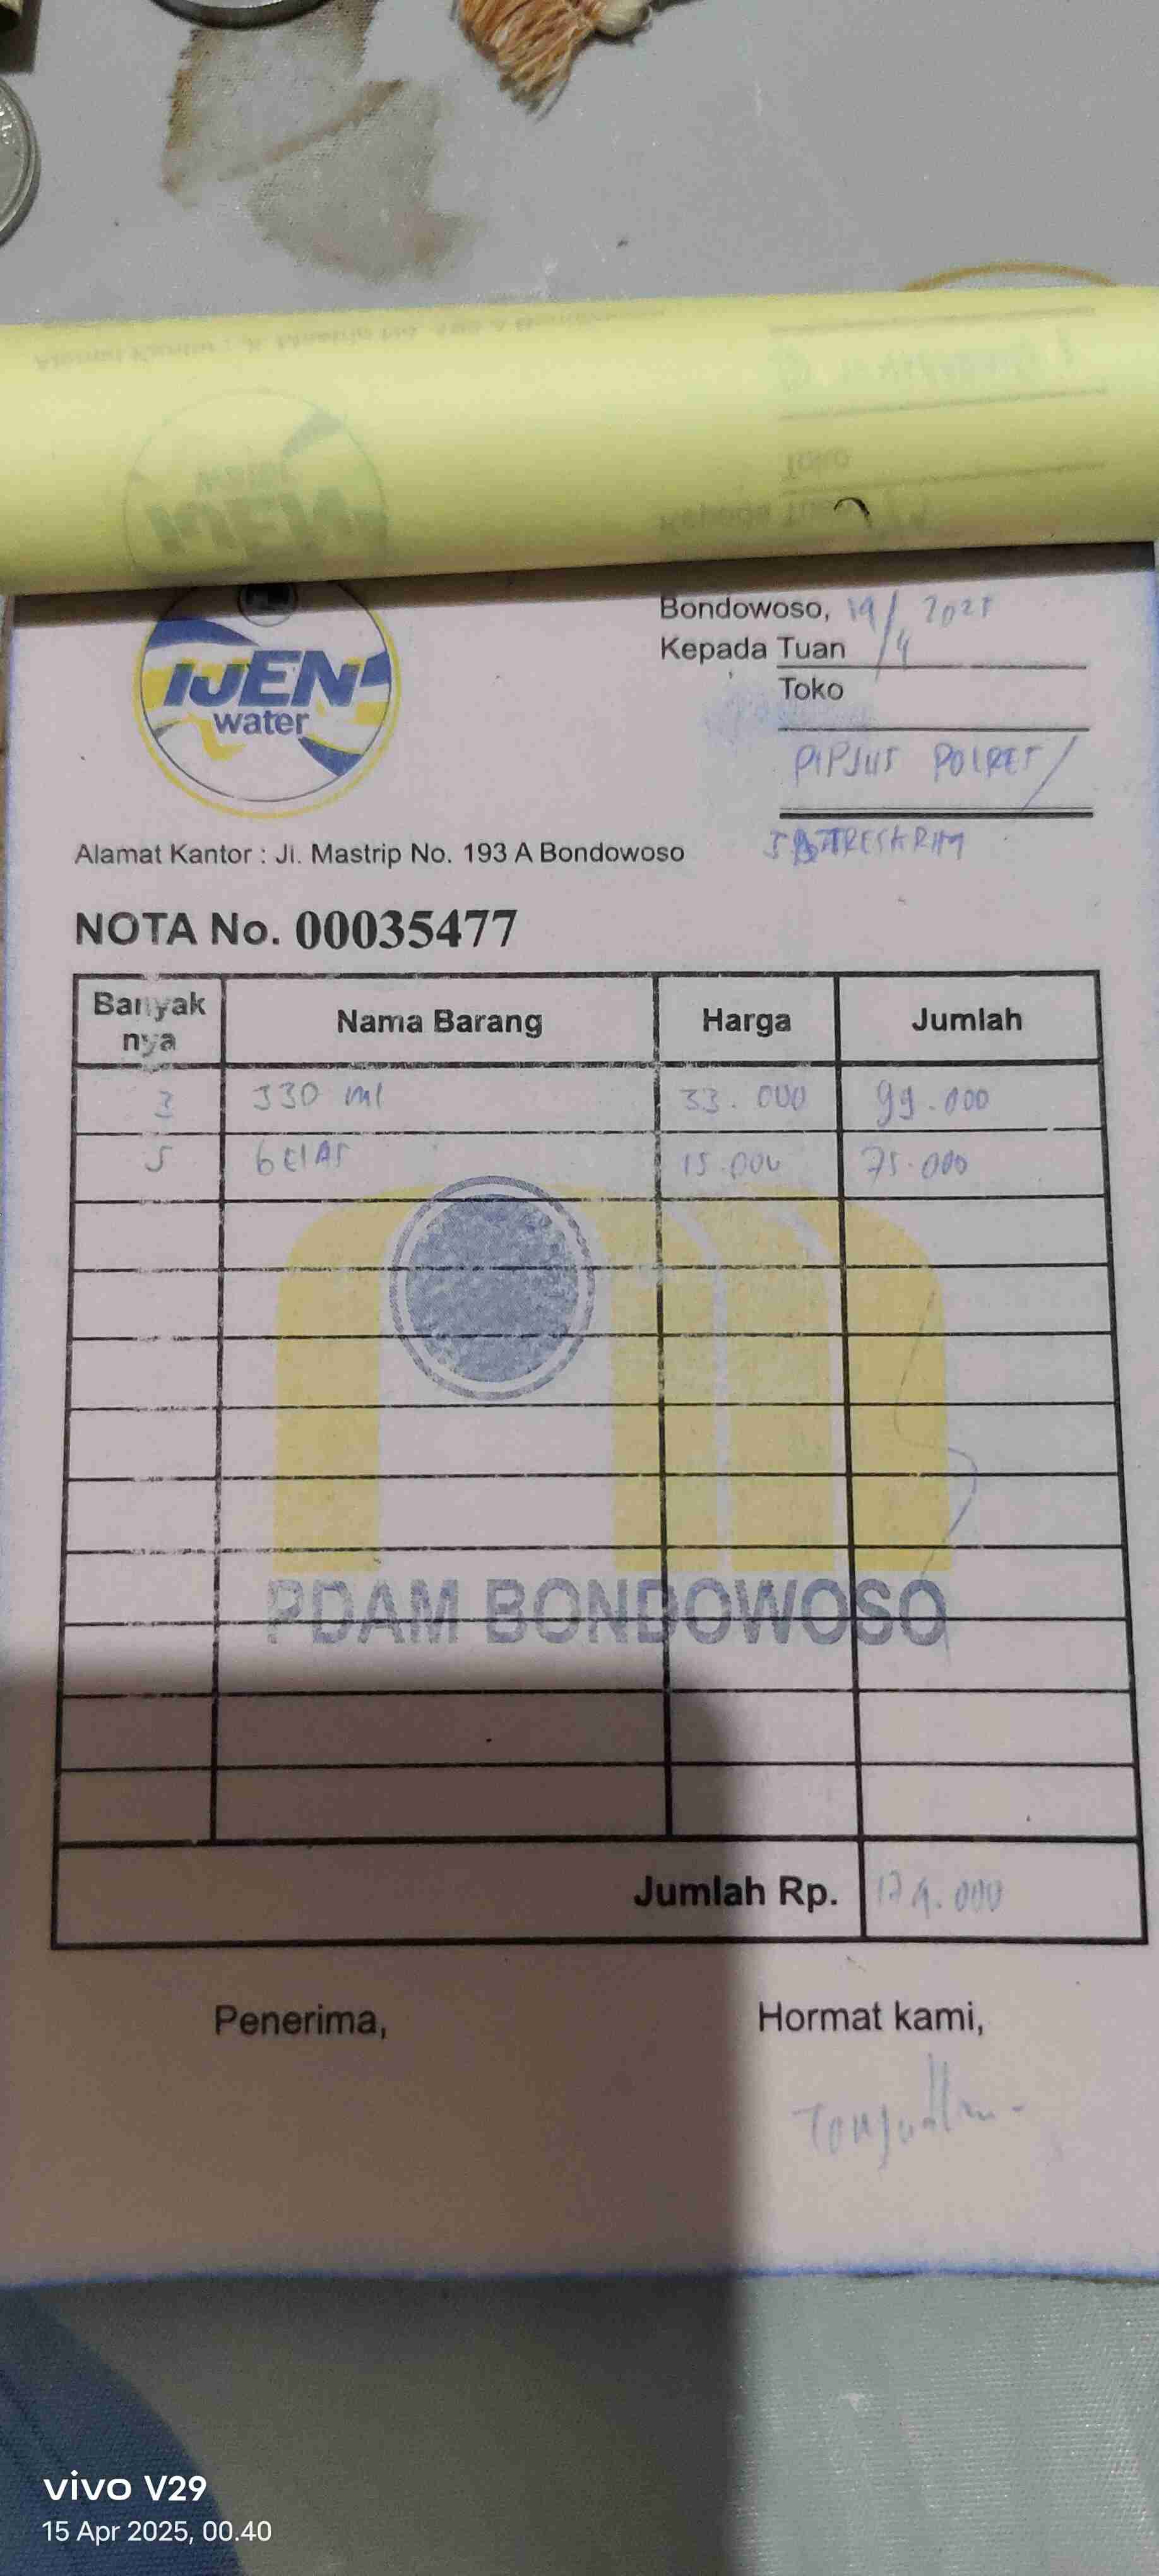 IJEN
water
Bondowoso, 14/4 2025
Kepada Tuan
Toko
PIPSUS POLRES/
SATRESKRIM
Alamat Kantor : Jl. Mastrip No. 193 A Bondowoso
NOTA No. 00035477
Banyak nya Nama Barang Harga Jumlah
3 330 ml 33.000 99.000
5 GELAS 15.000 75.000
PDAM BONDOWOSO
Jumlah Rp. 174.000
Penerima, Hormat kami,
vivo V29
15 Apr 2025, 00.40